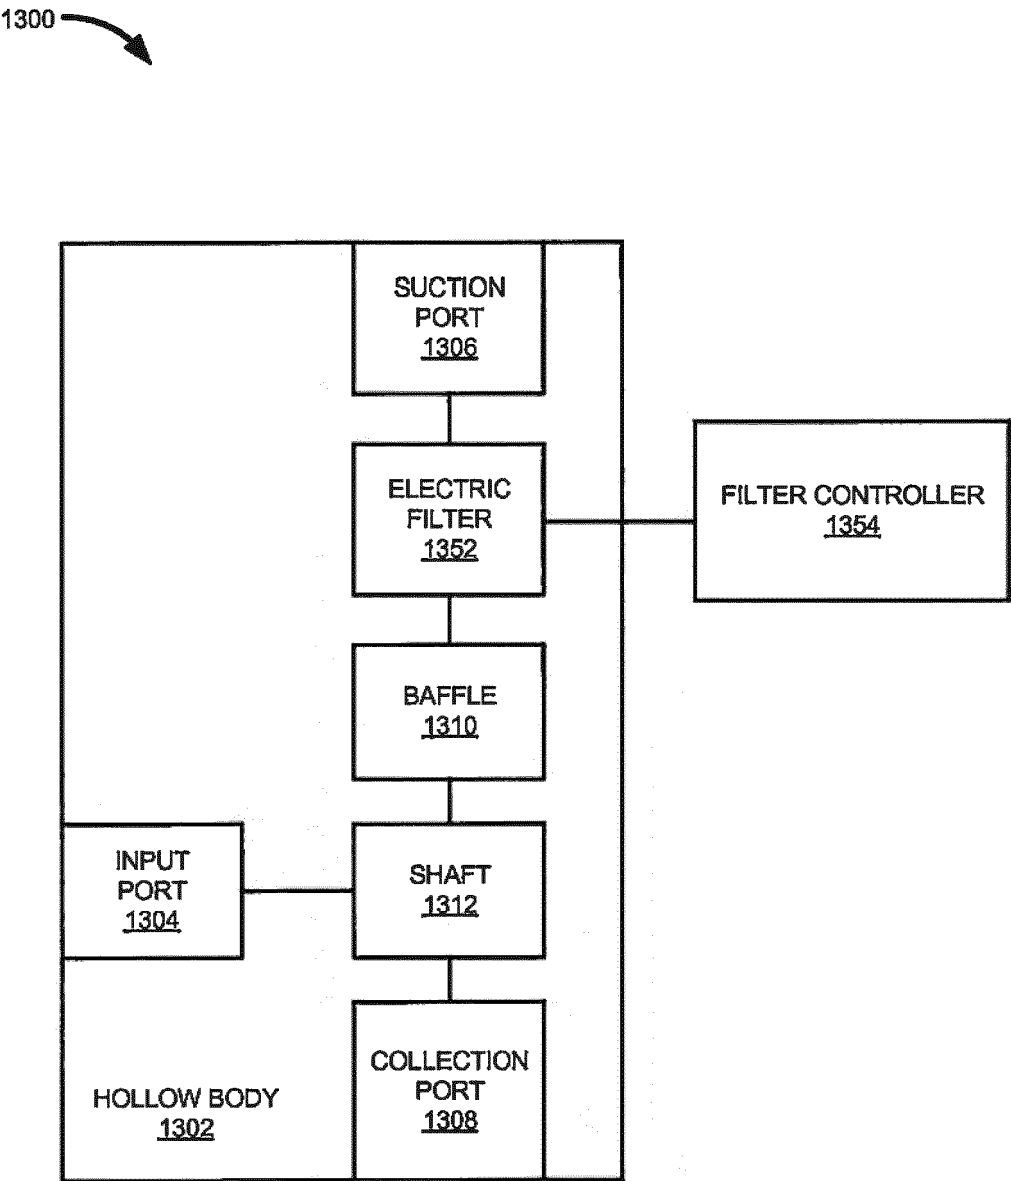 1300
SUCTION
PORT
1306
ELECTRIC
FILTER
1352
FILTER CONTROLLER
1354
BAFFLE
1310
INPUT
PORT
1304
SHAFT
1312
COLLECTION
PORT
1308
HOLLOW BODY
1302